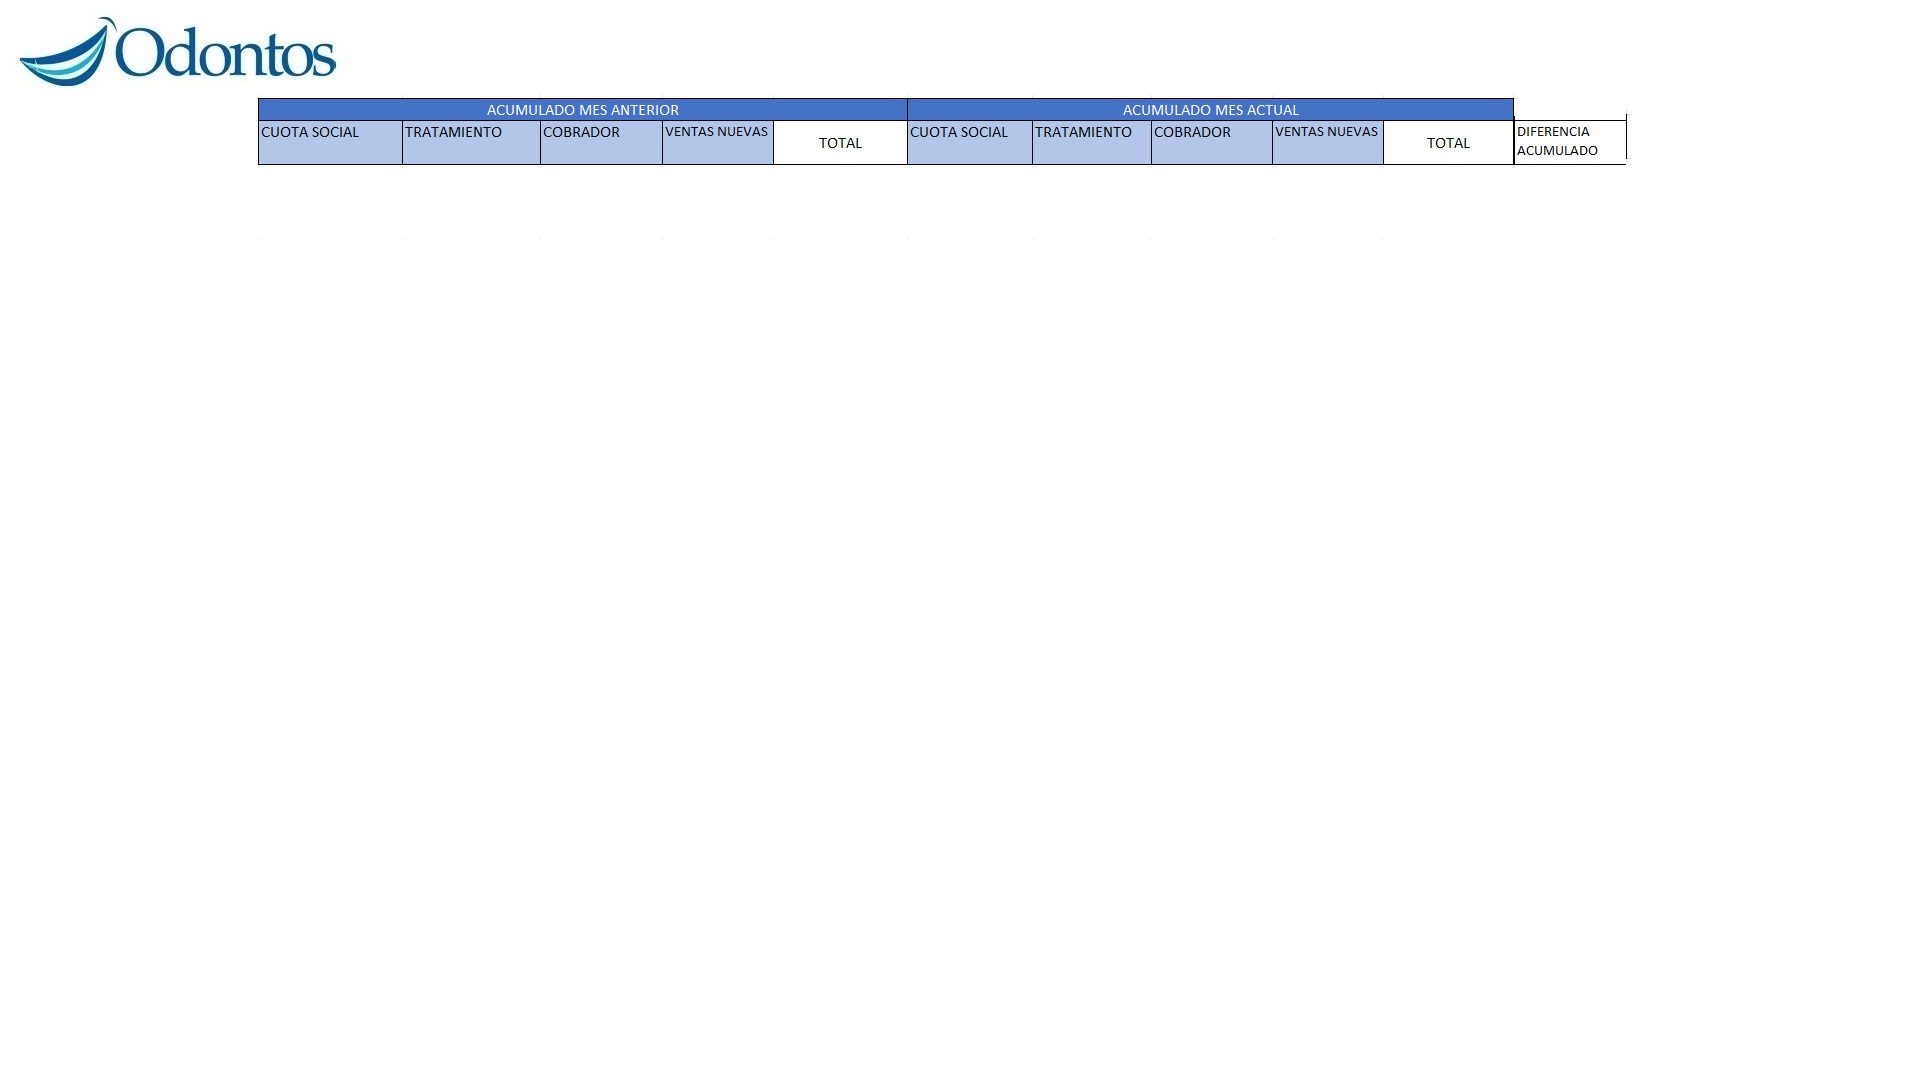 Odontos
ACUMULADO MES ANTERIOR ACUMULADO MES ACTUAL
CUOTA SOCIAL TRATAMIENTO COBRADOR VENTAS NUEVAS TOTAL CUOTA SOCIAL TRATAMIENTO COBRADOR VENTAS NUEVAS TOTAL DIFERENCIA
ACUMULADO